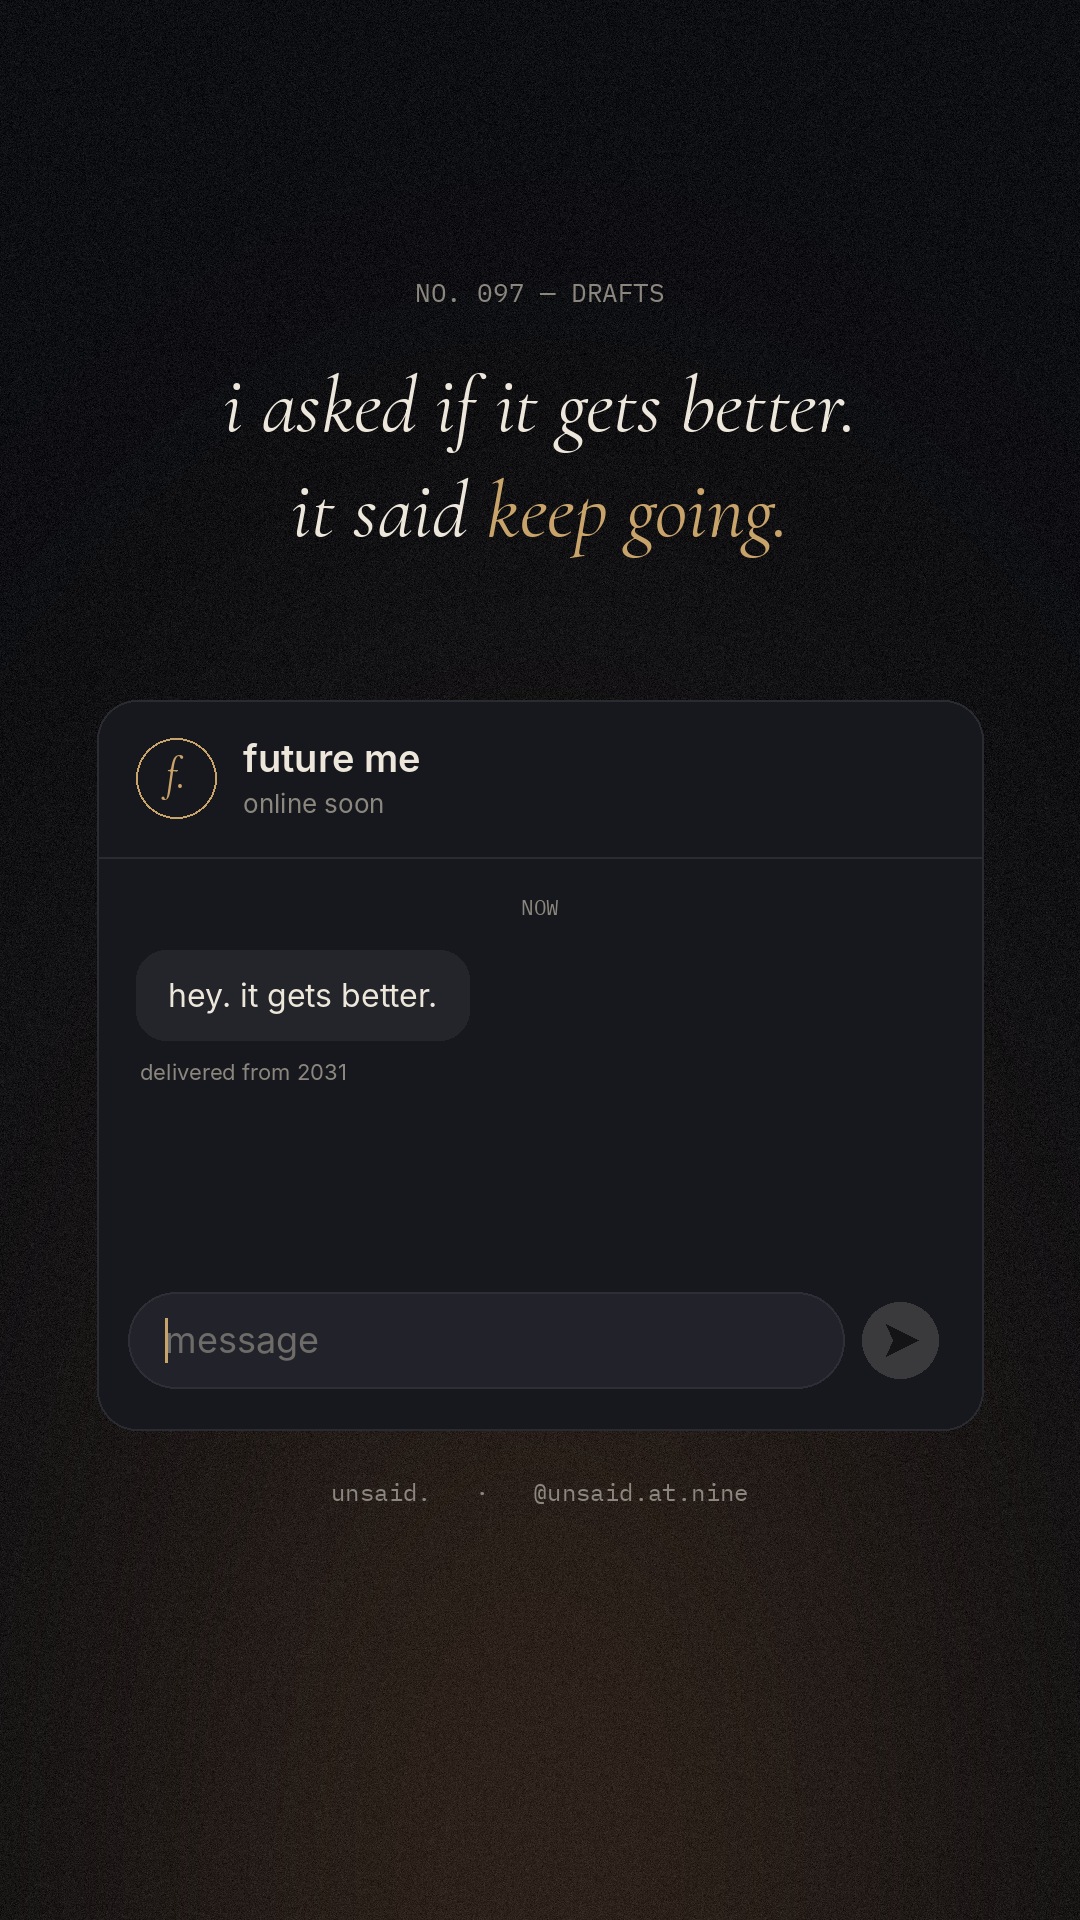 NO. 097 — DRAFTS
i asked if it gets better.
it said keep going.
f.
future me
online soon
NOW
hey. it gets better.
delivered from 2031
message
unsaid. · @unsaid.at.nine